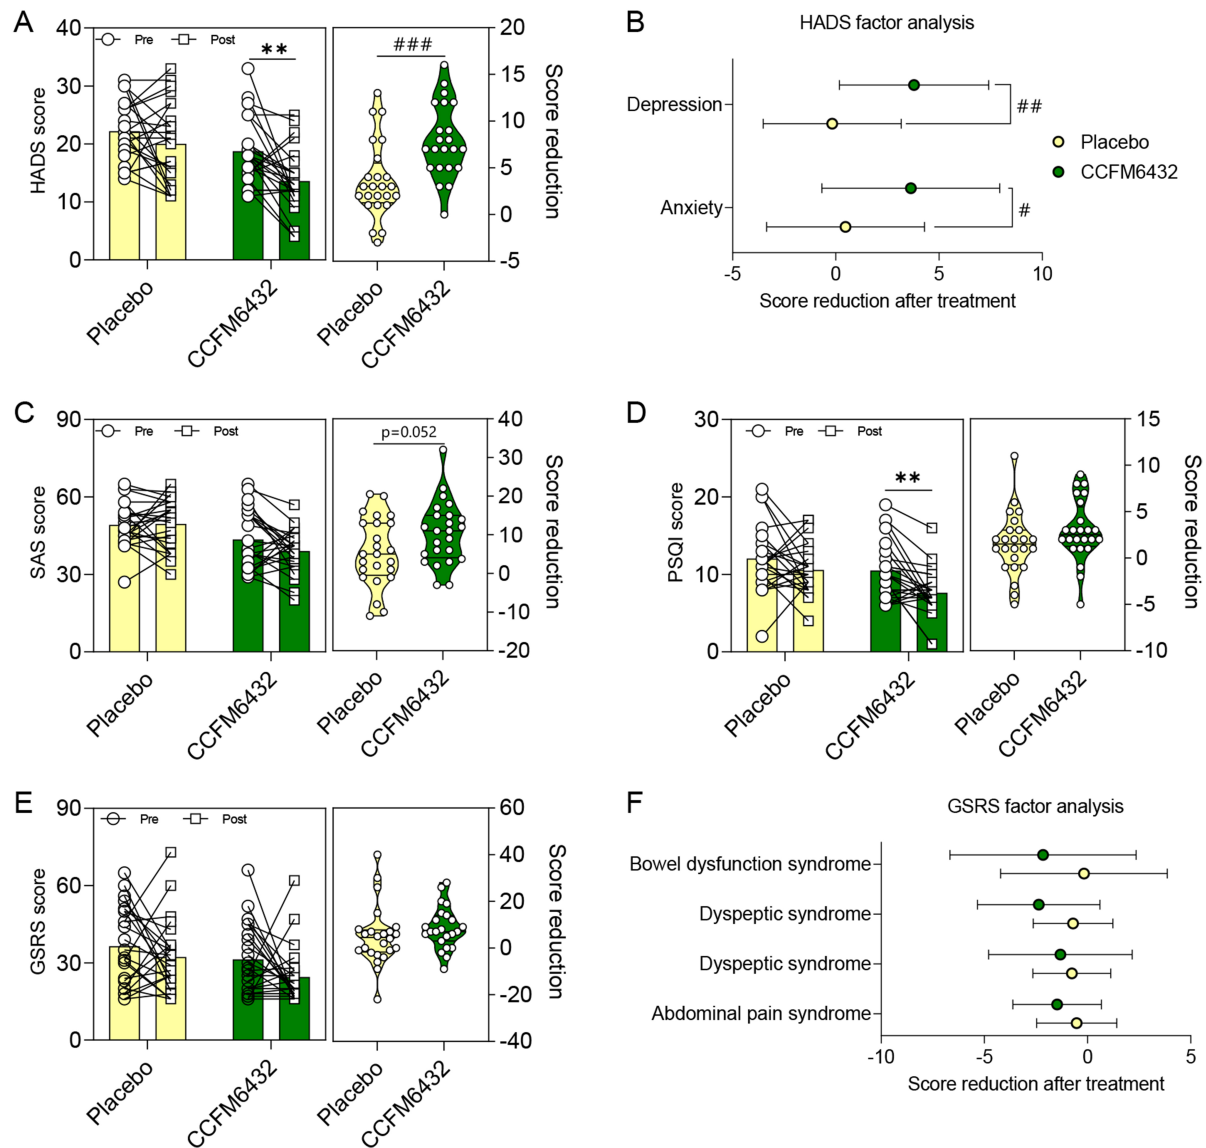 A
HADS score
40
30
20
10
0
Pre
Post
**
Placebo
CCFM6432
###
20
15
10
5
0
-5
Score reduction
Placebo
CCFM6432
B
HADS factor analysis
Depression
Anxiety
##
#
Placebo
CCFM6432
-5
0
5
10
Score reduction after treatment
C
SAS score
90
60
30
0
Pre
Post
Placebo
CCFM6432
p=0.052
40
30
20
10
0
-10
-20
Score reduction
Placebo
CCFM6432
D
PSQI score
30
20
10
0
Pre
Post
**
Placebo
CCFM6432
15
10
5
0
-5
-10
Score reduction
Placebo
CCFM6432
E
GSRS score
90
60
30
0
Pre
Post
Placebo
CCFM6432
60
40
20
0
-20
-40
Score reduction
Placebo
CCFM6432
F
GSRS factor analysis
Bowel dysfunction syndrome
Dyspeptic syndrome
Dyspeptic syndrome
Abdominal pain syndrome
-10
-5
0
5
Score reduction after treatment